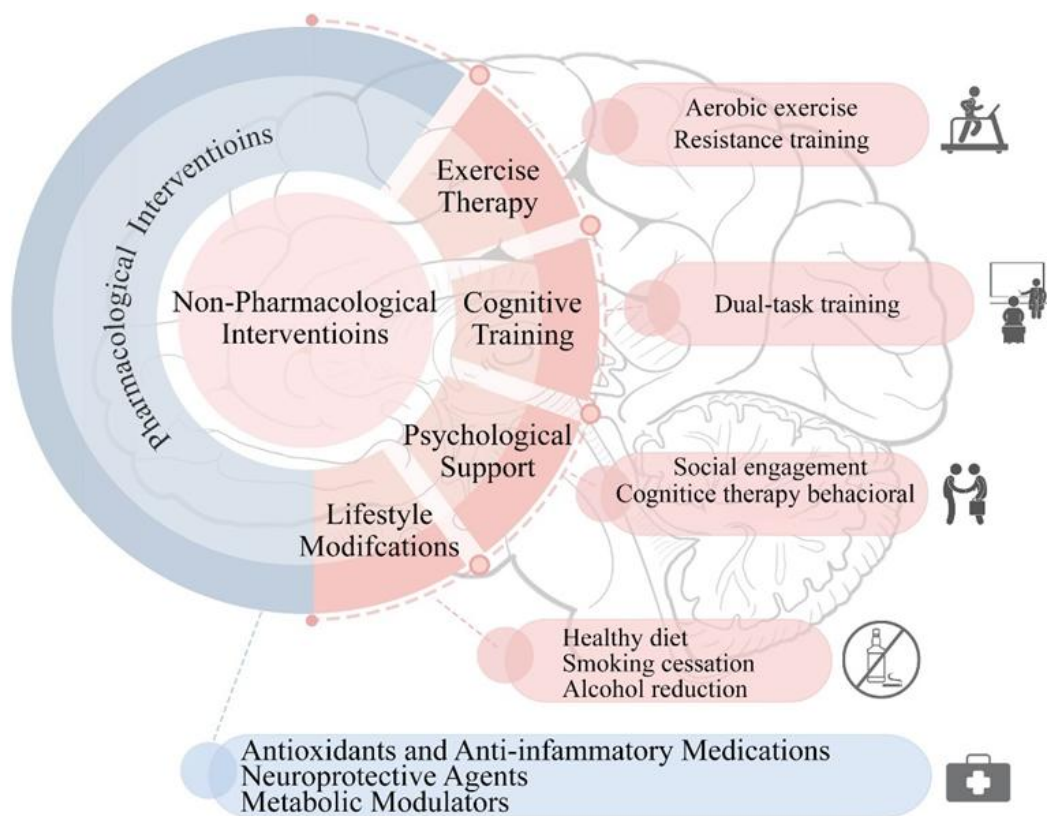 Pharmacological Interventioins
Non-Pharmacological
Interventioins
Exercise
Therapy
Aerobic exercise
Resistance training
Cognitive
Training
Dual-task training
Psychological
Support
Social engagement
Cognitice therapy behacioral
Lifestyle
Modifcations
Healthy diet
Smoking cessation
Alcohol reduction
Antioxidants and Anti-infammatory Medications
Neuroprotective Agents
Metabolic Modulators